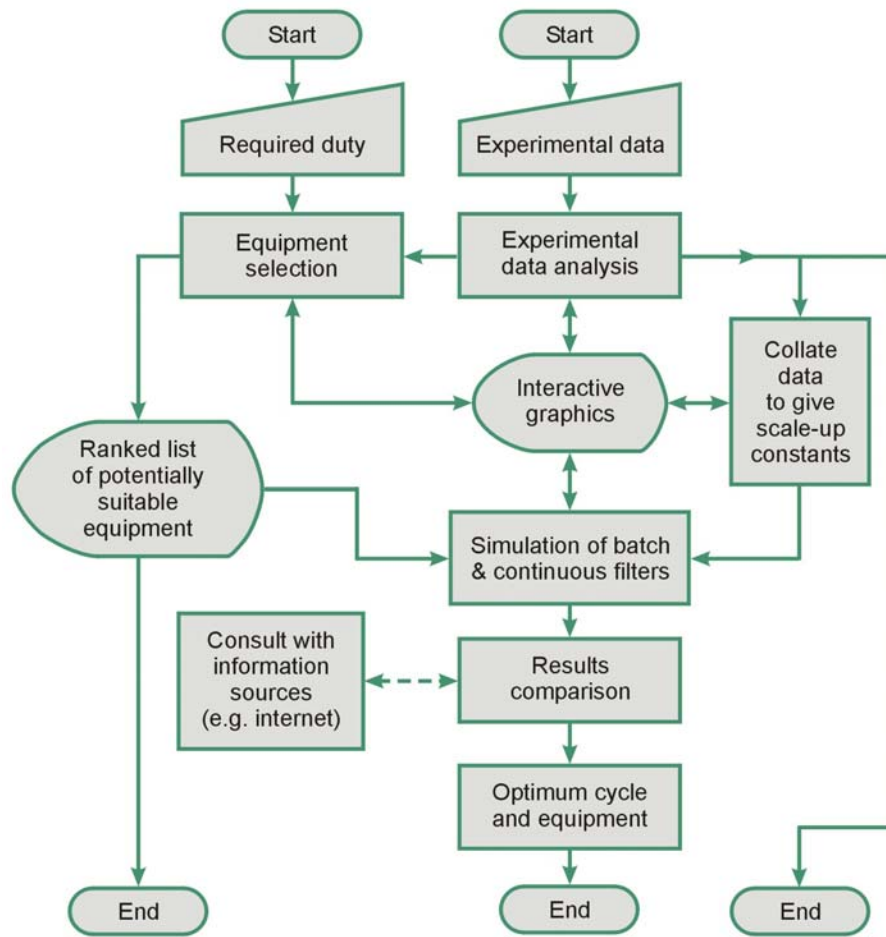 Start
Start
Required duty
Experimental data
Equipment
selection
Experimental
data analysis
Collate
data
to give
scale-up
constants
Interactive
graphics
Ranked list
of potentially
suitable
equipment
Simulation of batch
& continuous filters
Consult with
information
sources
(e.g. internet)
Results
comparison
Optimum cycle
and equipment
End
End
End